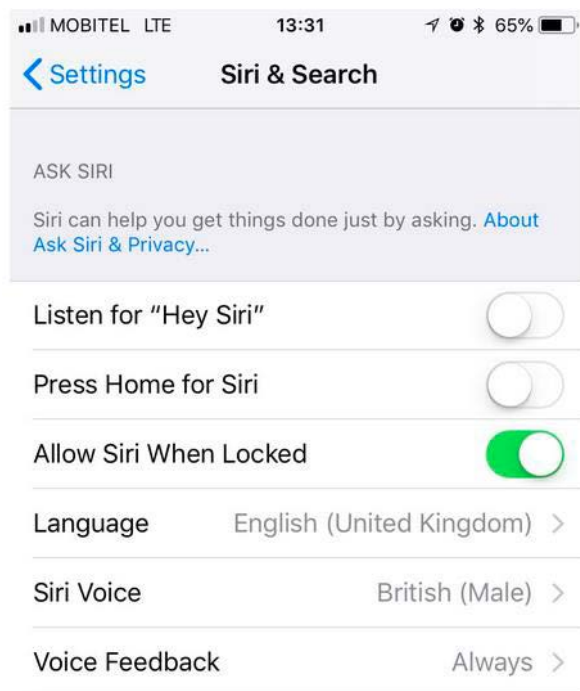 MOBITEL LTE 13:31 65%
Settings Siri & Search
ASK SIRI
Siri can help you get things done just by asking. About
Ask Siri & Privacy...
Listen for “Hey Siri”
Press Home for Siri
Allow Siri When Locked
Language English (United Kingdom)
Siri Voice British (Male)
Voice Feedback Always